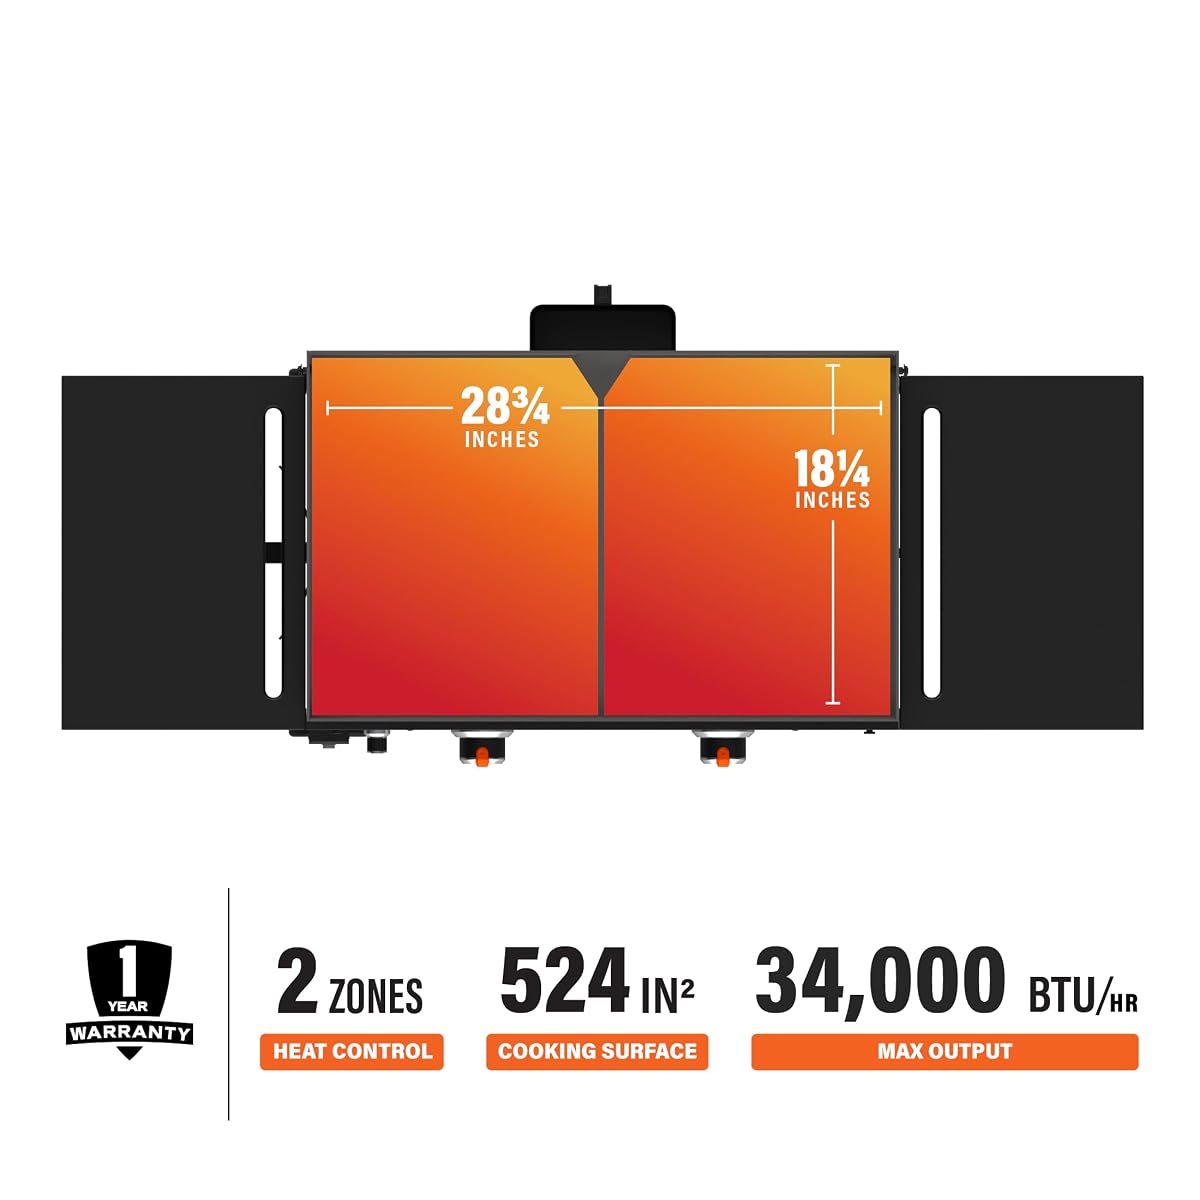 28¾
INCHES
18¼
INCHES
1
YEAR
WARRANTY
2 ZONES
HEAT CONTROL
524 IN²
COOKING SURFACE
34,000 BTU/HR
MAX OUTPUT